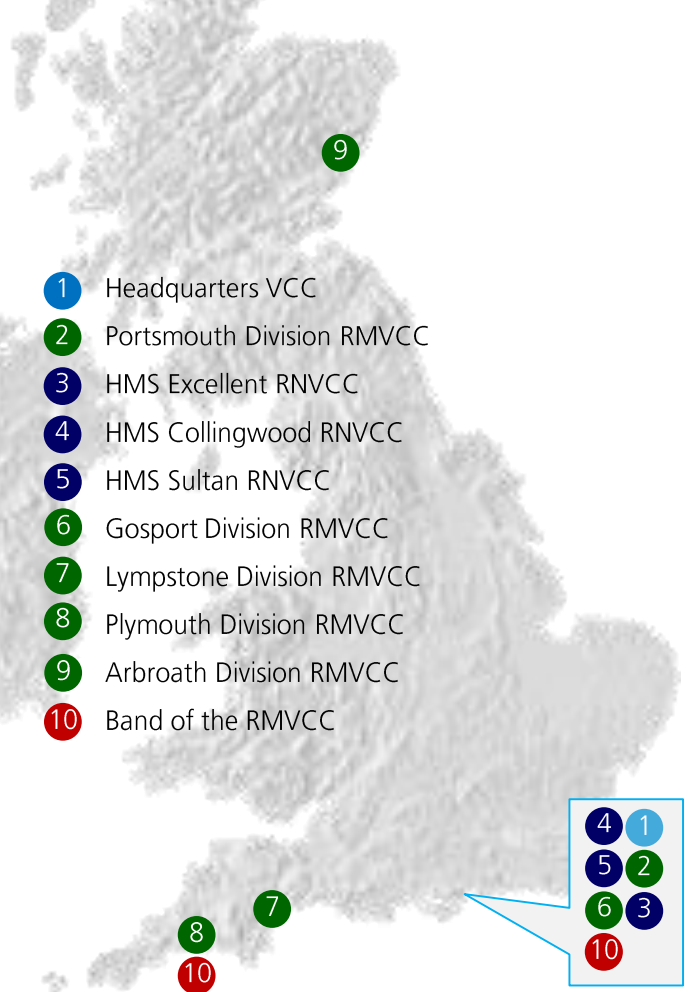 9
1 Headquarters VCC
2 Portsmouth Division RMVCC
3 HMS Excellent RNVCC
4 HMS Collingwood RNVCC
5 HMS Sultan RNVCC
6 Gosport Division RMVCC
7 Lympstone Division RMVCC
8 Plymouth Division RMVCC
9 Arbroath Division RMVCC
10 Band of the RMVCC
4 1
5 2
6 3
10
7
8
10